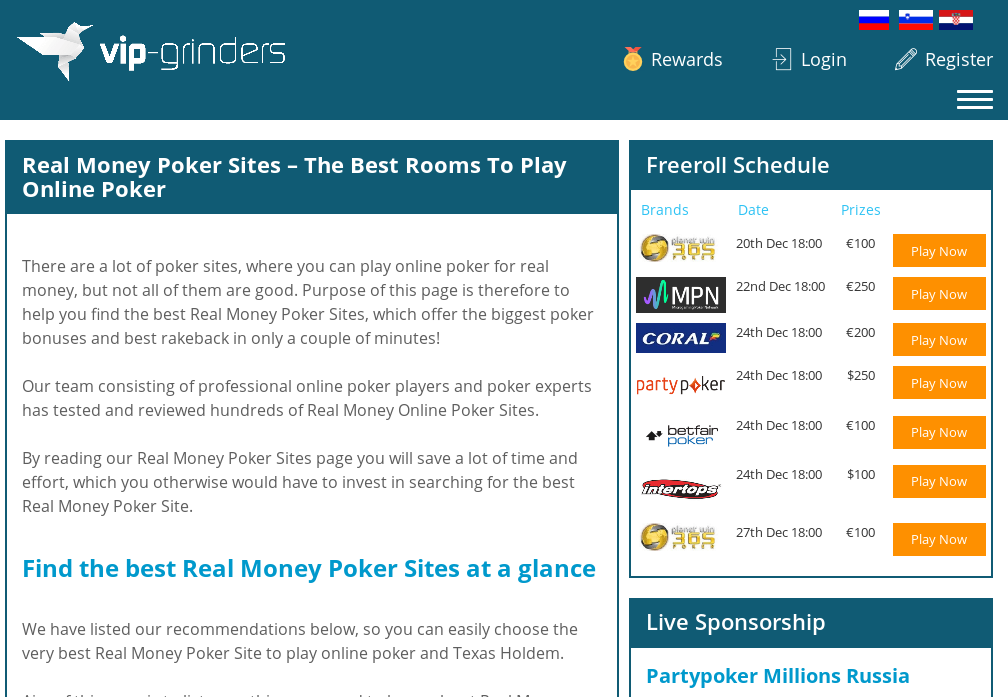 vip-grinders
Rewards
Login
Register
Real Money Poker Sites – The Best Rooms To Play
Online Poker
There are a lot of poker sites, where you can play online poker for real
money, but not all of them are good. Purpose of this page is therefore to
help you find the best Real Money Poker Sites, which offer the biggest poker
bonuses and best rakeback in only a couple of minutes!
Our team consisting of professional online poker players and poker experts
has tested and reviewed hundreds of Real Money Online Poker Sites.
By reading our Real Money Poker Sites page you will save a lot of time and
effort, which you otherwise would have to invest in searching for the best
Real Money Poker Site.
Find the best Real Money Poker Sites at a glance
We have listed our recommendations below, so you can easily choose the
very best Real Money Poker Site to play online poker and Texas Holdem.
Freeroll Schedule
Brands Date Prizes
planet win 365 POKER 20th Dec 18:00 €100 Play Now
MPN 22nd Dec 18:00 €250 Play Now
CORAL 24th Dec 18:00 €200 Play Now
partypoker 24th Dec 18:00 $250 Play Now
betfair poker 24th Dec 18:00 €100 Play Now
intertops 24th Dec 18:00 $100 Play Now
planet win 365 POKER 27th Dec 18:00 €100 Play Now
Live Sponsorship
Partypoker Millions Russia